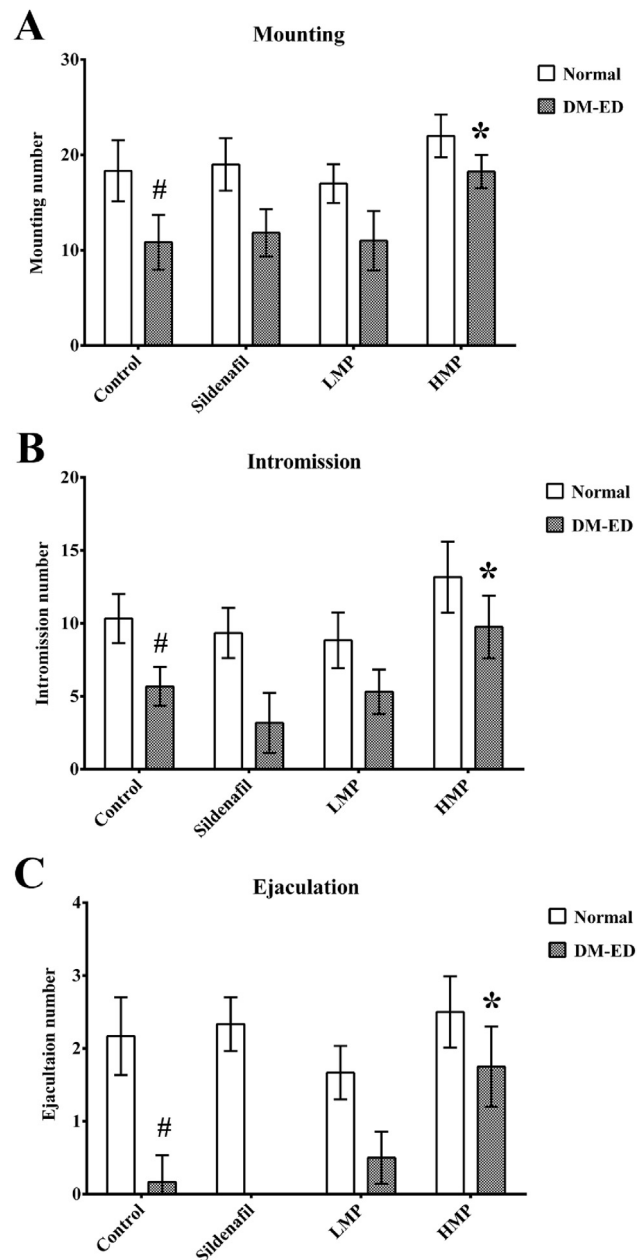 A
Mounting
Mounting number
30
20
10
0
#
*
Normal
DM-ED
Control
Sildenafil
LMP
HMP
B
Intromission
Intromission number
20
15
10
5
0
#
*
Normal
DM-ED
Control
Sildenafil
LMP
HMP
C
Ejaculation
Ejacultaion number
4
3
2
1
0
#
*
Normal
DM-ED
Control
Sildenafil
LMP
HMP